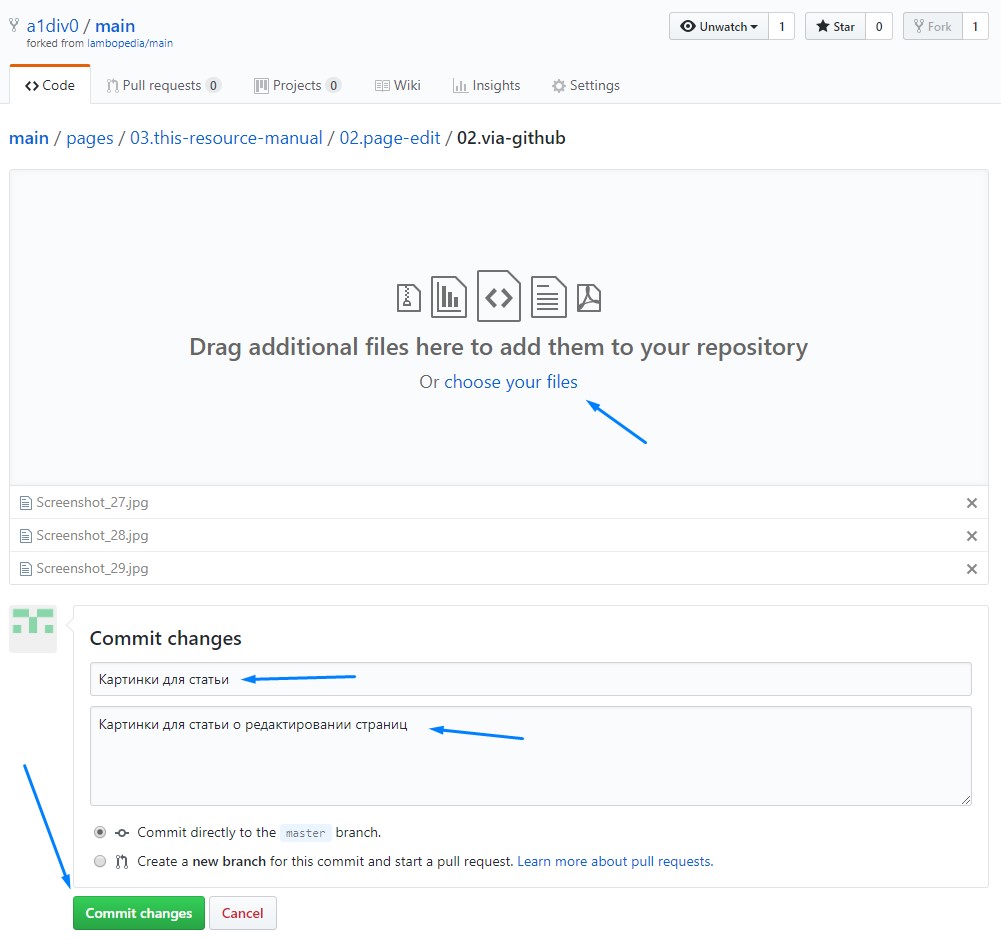 a1div0 / main
Unwatch 1 Star 0 Fork 1
forked from lambopedia/main
Code Pull requests 0 Projects 0 Wiki Insights Settings
main / pages / 03.this-resource-manual / 02.page-edit / 02.via-github
Drag additional files here to add them to your repository
Or choose your files
Screenshot_27.jpg
Screenshot_28.jpg
Screenshot_29.jpg
Commit changes
Картинки для статьи
Картинки для статьи о редактировании страниц
Commit directly to the master branch.
Create a new branch for this commit and start a pull request. Learn more about pull requests.
Commit changes Cancel